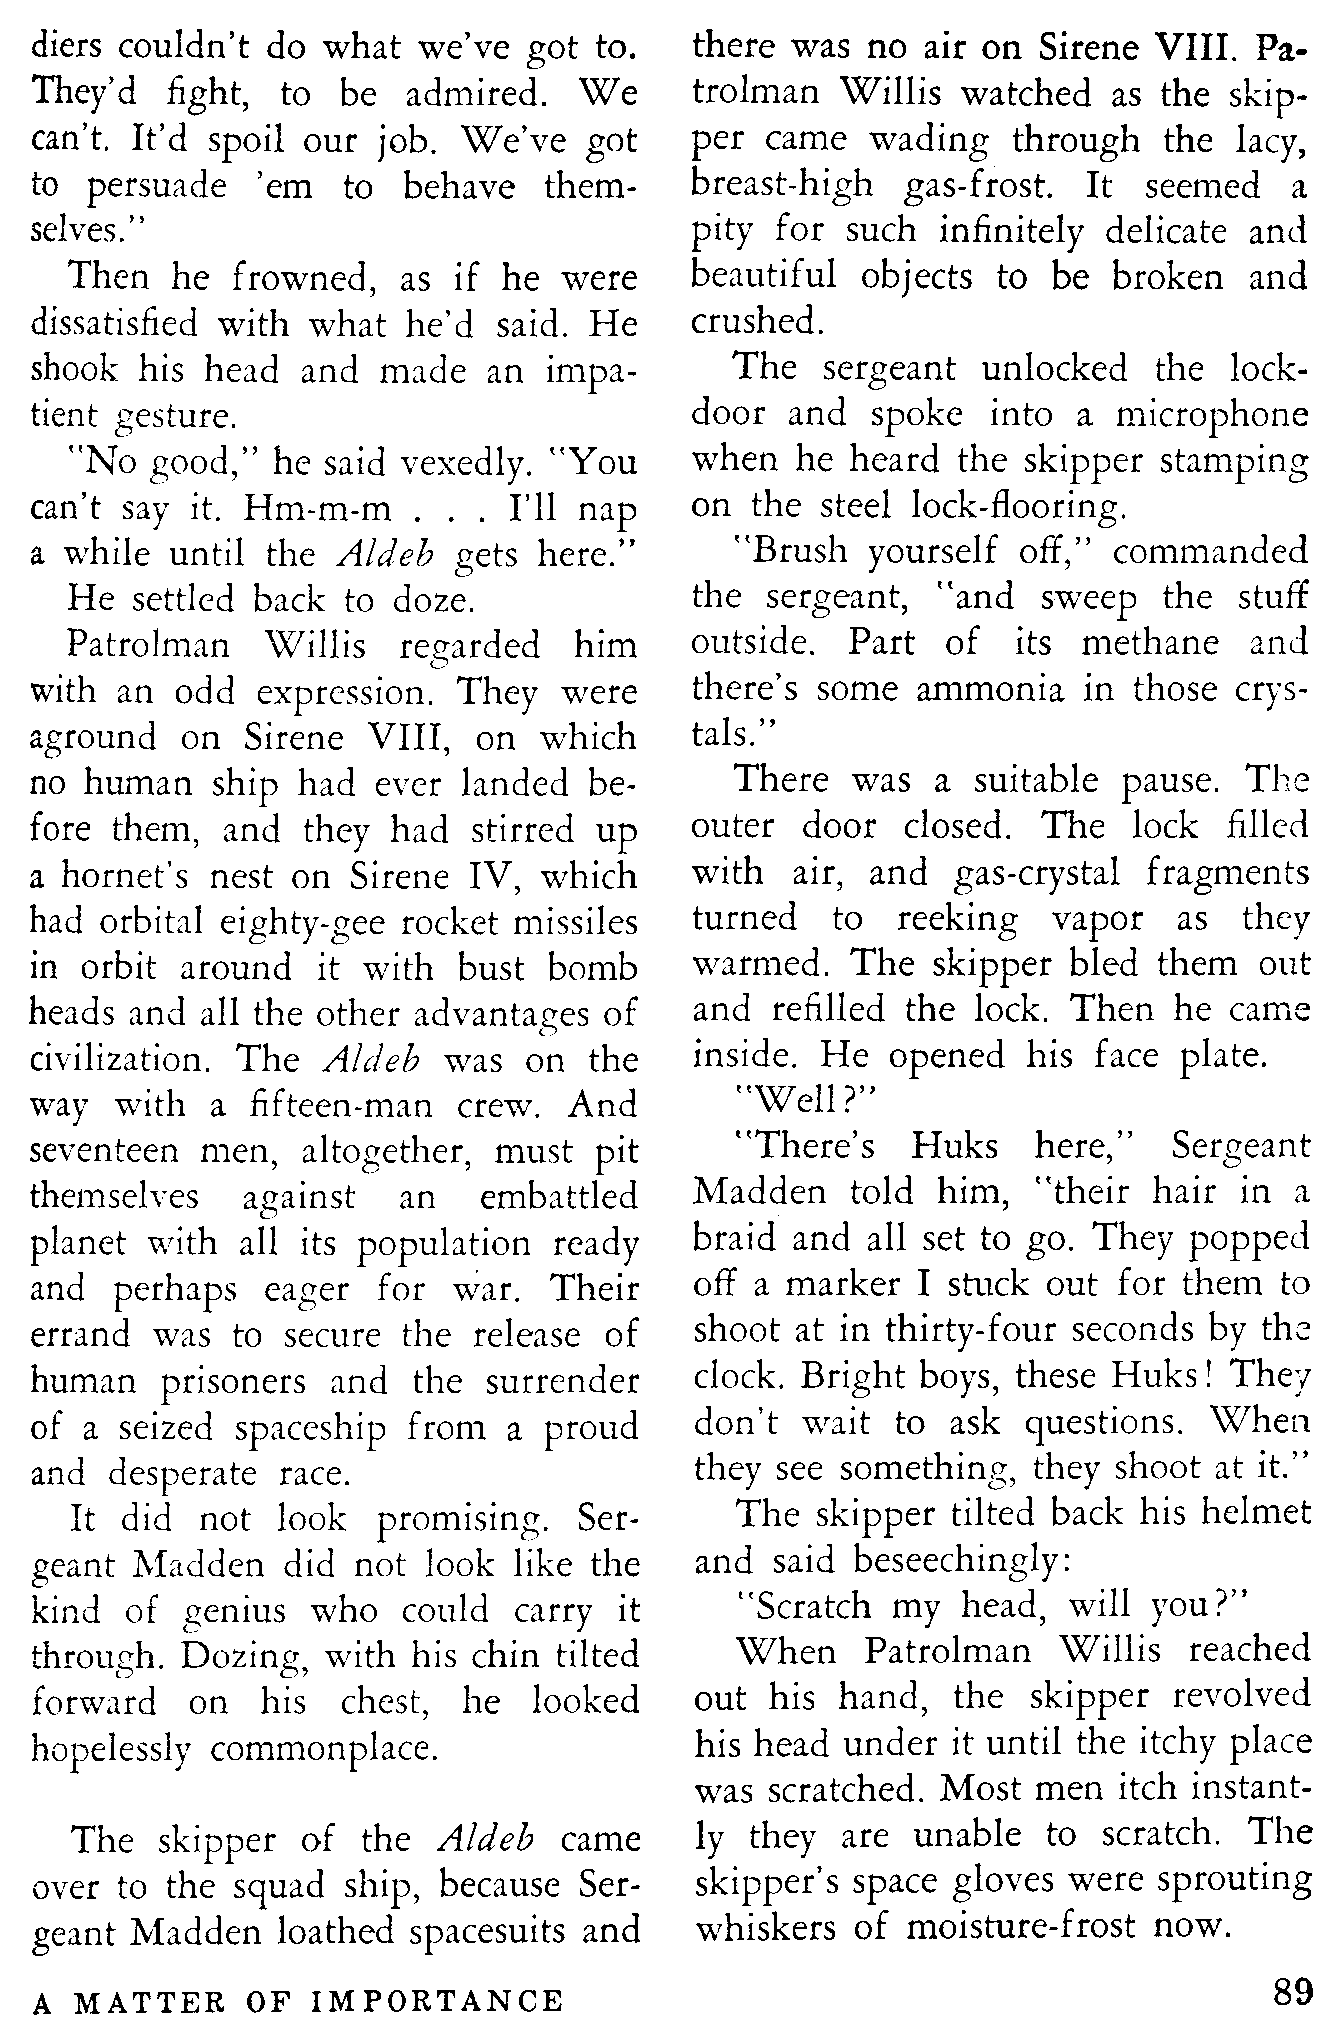 diers couldn't do what we've got to.
They'd fight, to be admired. We
can't. It'd spoil our job. We've got
to persuade 'em to behave them-
selves."
Then he frowned, as if he were
dissatisfied with what he'd said. He
shook his head and made an impa-
tient gesture.
"No good," he said vexedly. "You
can't say it. Hm-m-m . . . I'll nap
a while until the Aldeb gets here."
He settled back to doze.
Patrolman Willis regarded him
with an odd expression. They were
aground on Sirene VIII, on which
no human ship had ever landed be-
fore them, and they had stirred up
a hornet's nest on Sirene IV, which
had orbital eighty-gee rocket missiles
in orbit around it with bust bomb
heads and all the other advantages of
civilization. The Aldeb was on the
way with a fifteen-man crew. And
seventeen men, altogether, must pit
themselves against an embattled
planet with all its population ready
and perhaps eager for war. Their
errand was to secure the release of
human prisoners and the surrender
of a seized spaceship from a proud
and desperate race.
It did not look promising. Ser-
geant Madden did not look like the
kind of genius who could carry it
through. Dozing, with his chin tilted
forward on his chest, he looked
hopelessly commonplace.
The skipper of the Aldeb came
over to the squad ship, because Ser-
geant Madden loathed spacesuits and
there was no air on Sirene VIII. Pa-
trolman Willis watched as the skip-
per came wading through the lacy,
breast-high gas-frost. It seemed a
pity for such infinitely delicate and
beautiful objects to be broken and
crushed.
The sergeant unlocked the lock-
door and spoke into a microphone
when he heard the skipper stamping
on the steel lock-flooring.
"Brush yourself off," commanded
the sergeant, "and sweep the stuff
outside. Part of its methane and
there's some ammonia in those crys-
tals."
There was a suitable pause. The
outer door closed. The lock filled
with air, and gas-crystal fragments
turned to reeking vapor as they
warmed. The skipper bled them out
and refilled the lock. Then he came
inside. He opened his face plate.
"Well?"
"There's Huks here," Sergeant
Madden told him, "their hair in a
braid and all set to go. They popped
off a marker I stuck out for them to
shoot at in thirty-four seconds by the
clock. Bright boys, these Huks! They
don't wait to ask questions. When
they see something, they shoot at it."
The skipper tilted back his helmet
and said beseechingly:
"Scratch my head, will you?"
When Patrolman Willis reached
out his hand, the skipper revolved
his head under it until the itchy place
was scratched. Most men itch instant-
ly they are unable to scratch. The
skipper's space gloves were sprouting
whiskers of moisture-frost now.
A MATTER OF IMPORTANCE
89